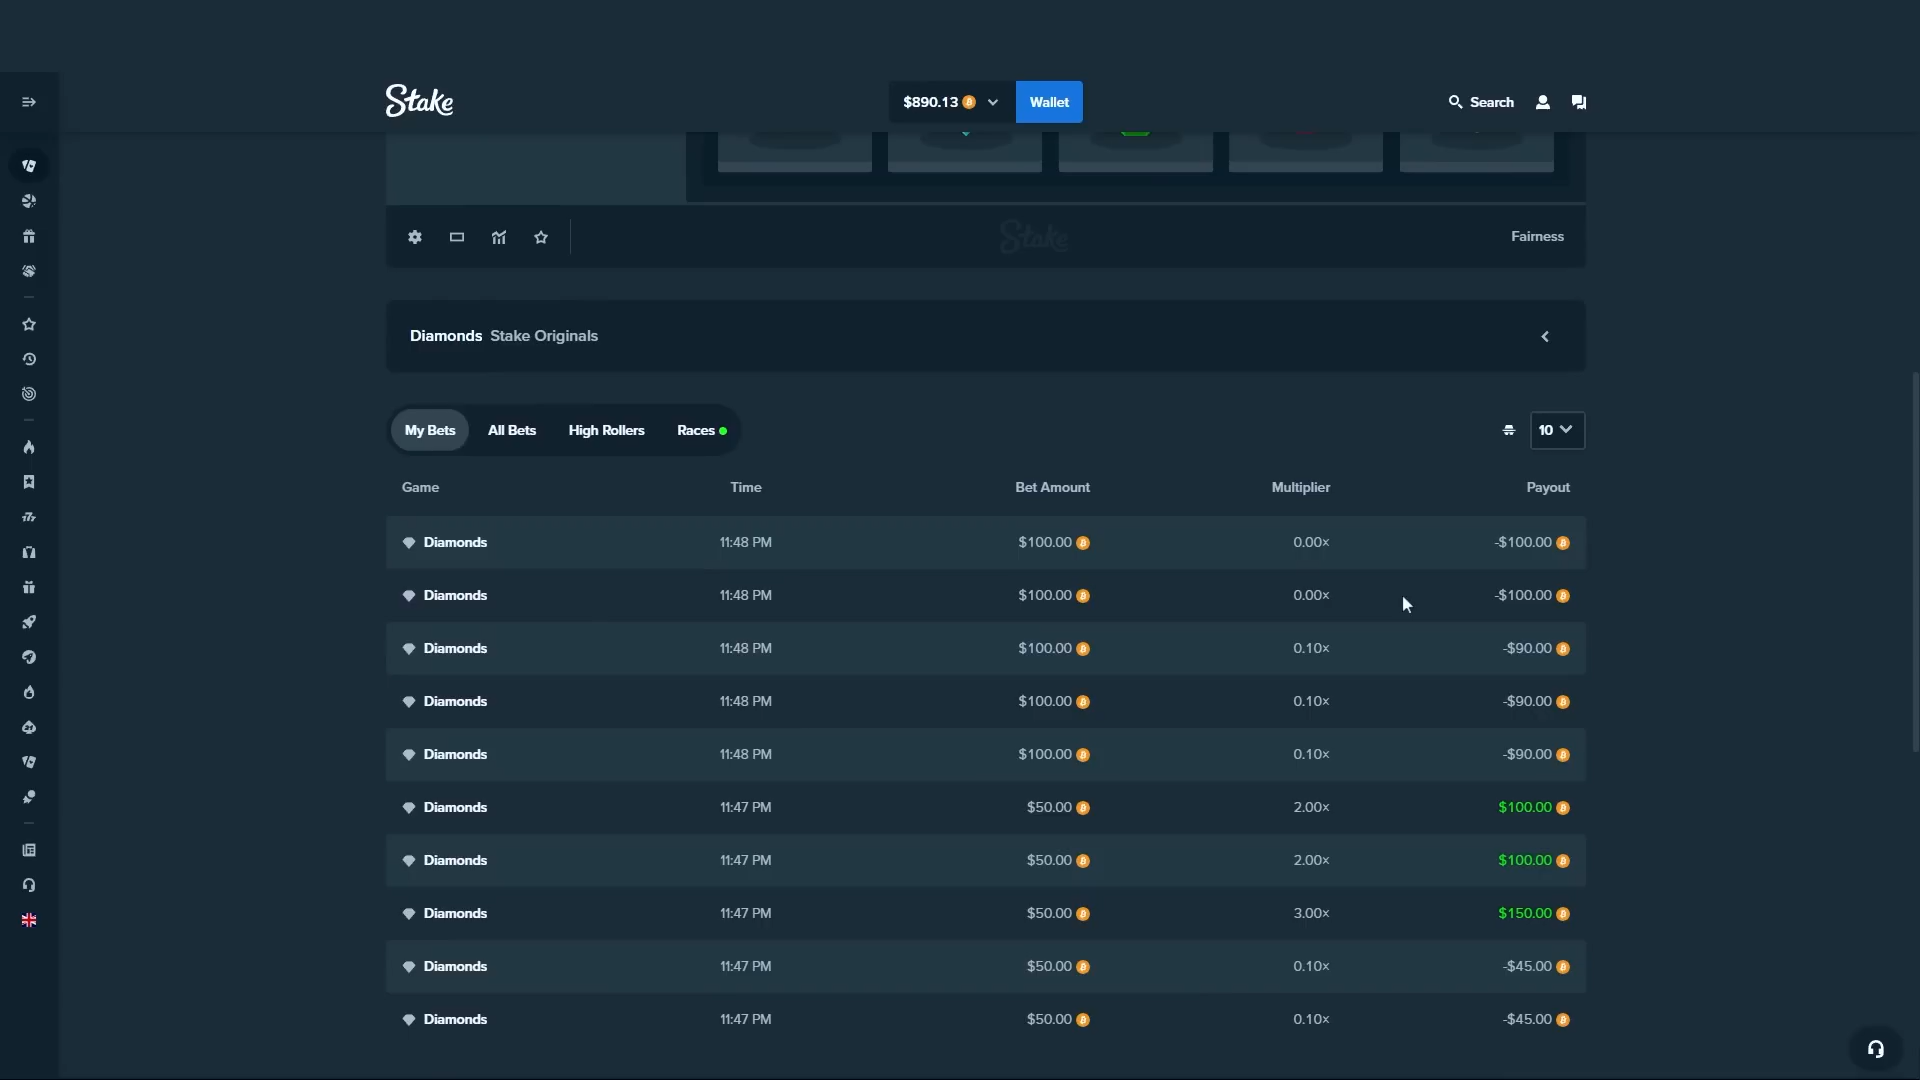 Stake
$890.13
Wallet
Search
Stake
Fairness
Diamonds Stake Originals
My Bets All Bets High Rollers Races
10
Game Time Bet Amount Multiplier Payout
Diamonds 11:48 PM $100.00 0.00× -$100.00
Diamonds 11:48 PM $100.00 0.00× -$100.00
Diamonds 11:48 PM $100.00 0.10× -$90.00
Diamonds 11:48 PM $100.00 0.10× -$90.00
Diamonds 11:48 PM $100.00 0.10× -$90.00
Diamonds 11:47 PM $50.00 2.00× $100.00
Diamonds 11:47 PM $50.00 2.00× $100.00
Diamonds 11:47 PM $50.00 3.00× $150.00
Diamonds 11:47 PM $50.00 0.10× -$45.00
Diamonds 11:47 PM $50.00 0.10× -$45.00